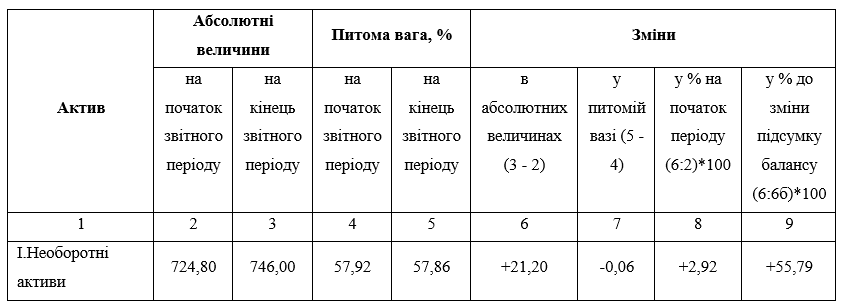 Актив
Абсолютні
величини
Питома вага, %
Зміни
на
початок
звітного
періоду
на
кінець
звітного
періоду
на
початок
звітного
періоду
на
кінець
звітного
періоду
в
абсолютних
величинах
(3 - 2)
у
питомій
вазі (5 -
4)
у % на
початок
періоду
(6:2)*100
у % до
зміни
підсумку
балансу
(6:6б)*100
1 2 3 4 5 6 7 8 9
І.Необоротні
активи
724,80 746,00 57,92 57,86 +21,20 -0,06 +2,92 +55,79